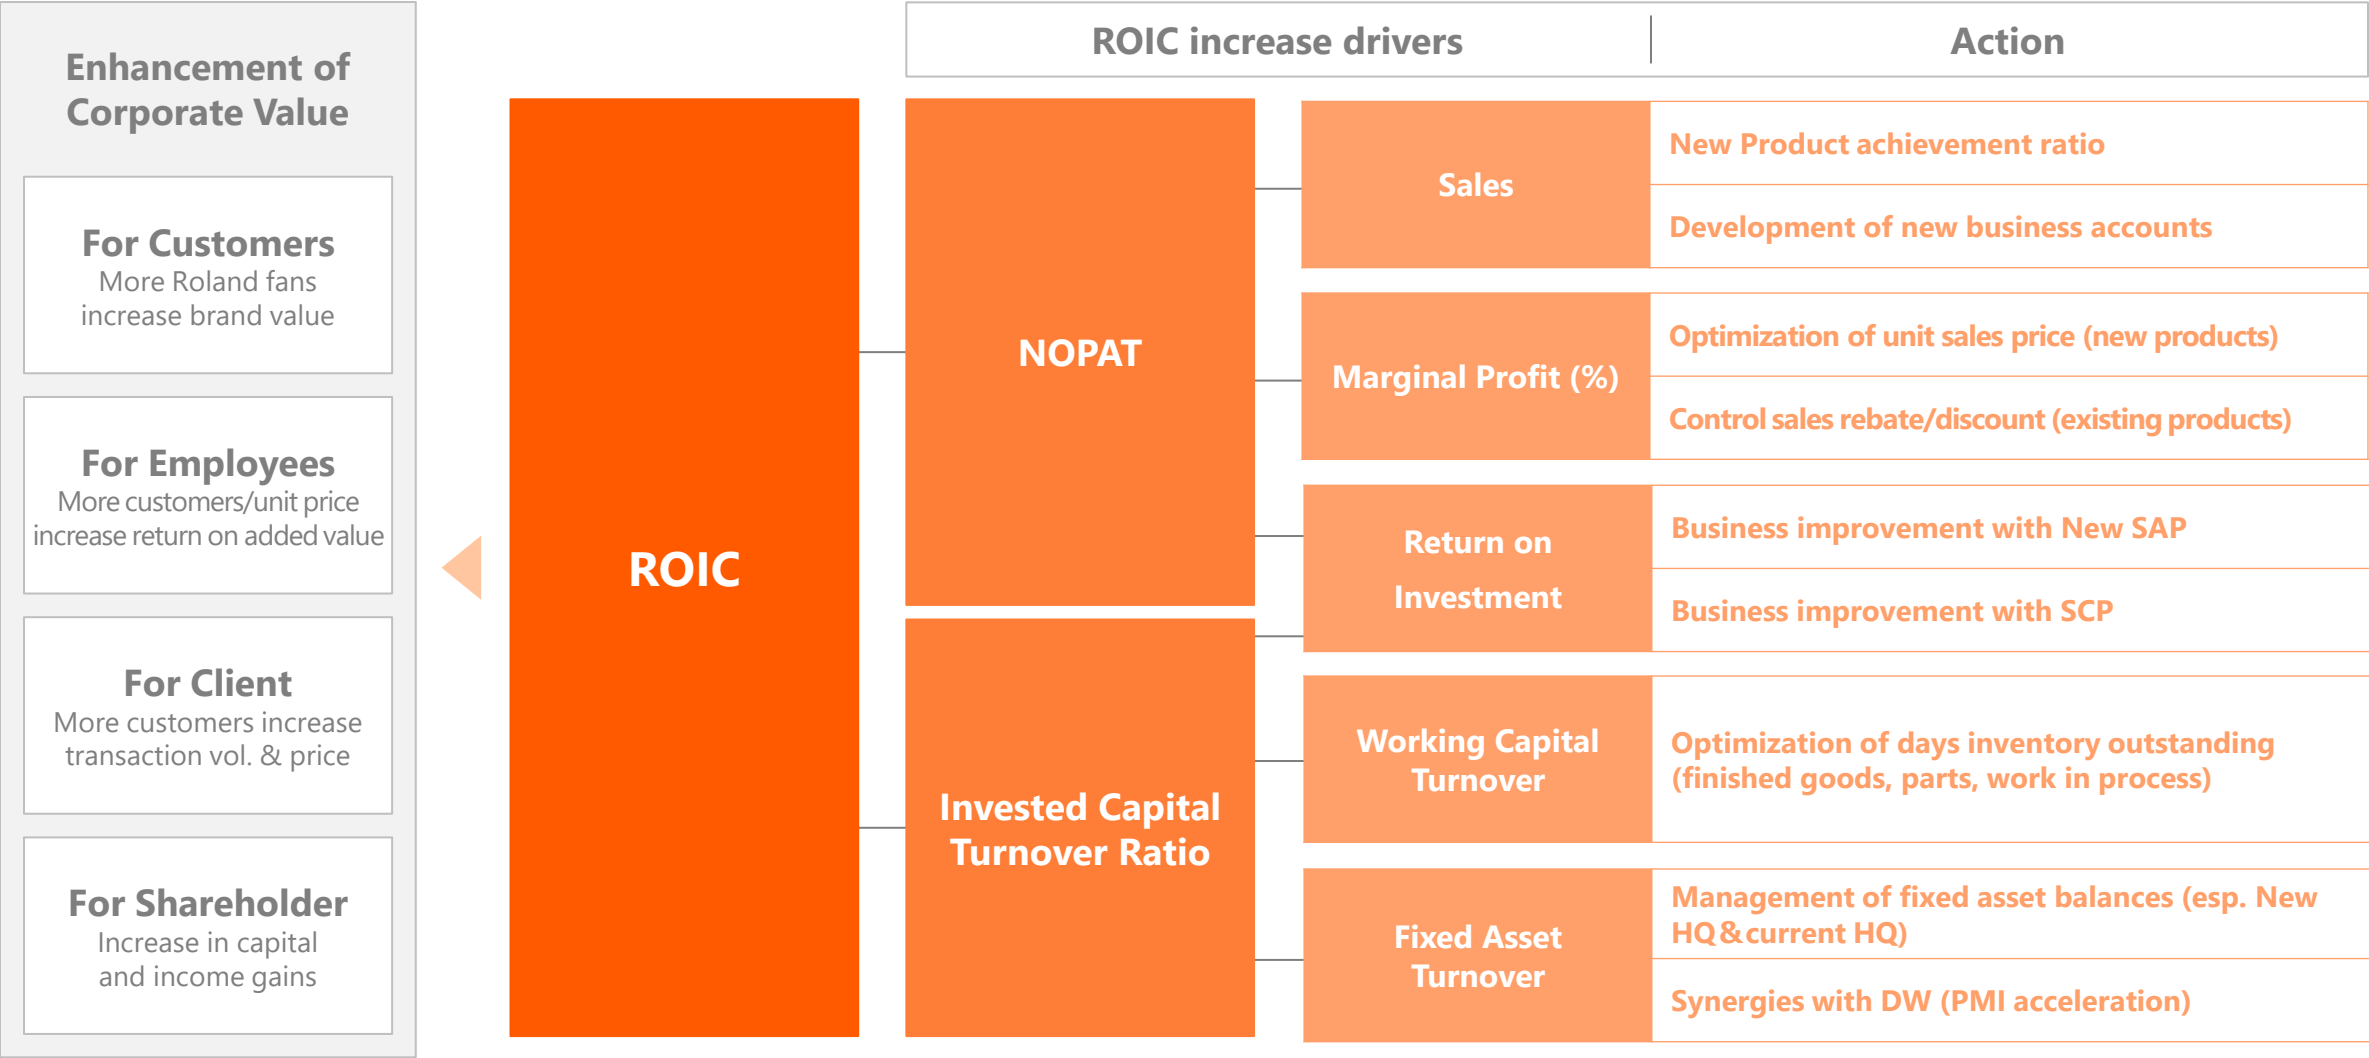 Enhancement of
Corporate Value
For Customers
More Roland fans
increase brand value
For Employees
More customers/unit price
increase return on added value
For Client
More customers increase
transaction vol. & price
For Shareholder
Increase in capital
and income gains
ROIC
ROIC increase drivers
Action
NOPAT
Invested Capital
Turnover Ratio
Sales
New Product achievement ratio
Development of new business accounts
Marginal Profit (%)
Optimization of unit sales price (new products)
Control sales rebate/discount (existing products)
Return on
Investment
Business improvement with New SAP
Business improvement with SCP
Working Capital
Turnover
Optimization of days inventory outstanding
(finished goods, parts, work in process)
Fixed Asset
Turnover
Management of fixed asset balances (esp. New
HQ&current HQ)
Synergies with DW (PMI acceleration)